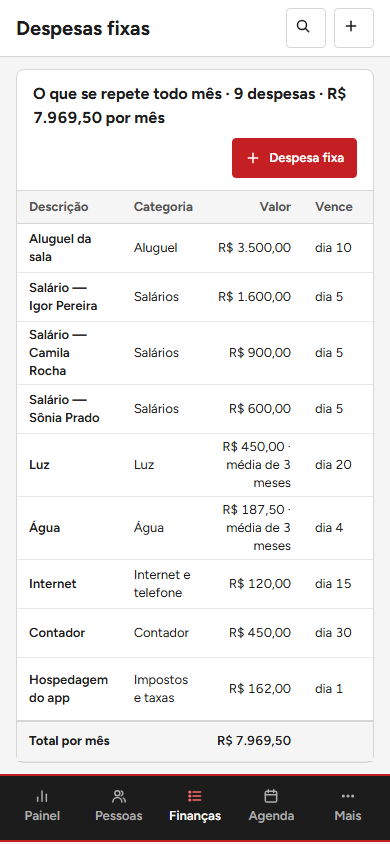 Despesas fixas
O que se repete todo mês · 9 despesas · R$
7.969,50 por mês
+ Despesa fixa
Descrição Categoria Valor Vence
Aluguel da
sala
Aluguel R$ 3.500,00 dia 10
Salário —
Igor Pereira
Salários R$ 1.600,00 dia 5
Salário —
Camila
Rocha
Salários R$ 900,00 dia 5
Salário —
Sônia Prado
Salários R$ 600,00 dia 5
Luz Luz
R$ 450,00 ·
média de 3
meses
dia 20
Água Água
R$ 187,50 ·
média de 3
meses
dia 4
Internet
Internet e
telefone
R$ 120,00 dia 15
Contador Contador R$ 450,00 dia 30
Hospedagem
do app
Impostos
e taxas
R$ 162,00 dia 1
Total por mês R$ 7.969,50
Painel Pessoas Finanças Agenda Mais